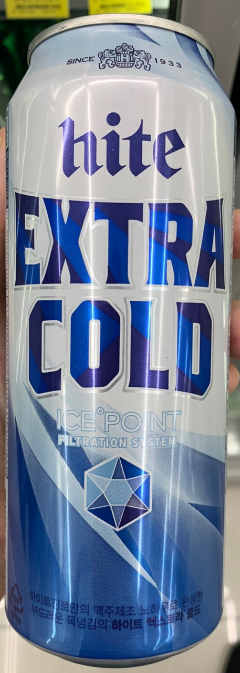 SINCE 1933
hite
EXTRA
COLD
ICE°POINT
FILTRATION SYSTEM
하이트진로만의 맥주제조 노하우로 완성한
부드러운 목넘김의 하이트 엑스트라 콜드